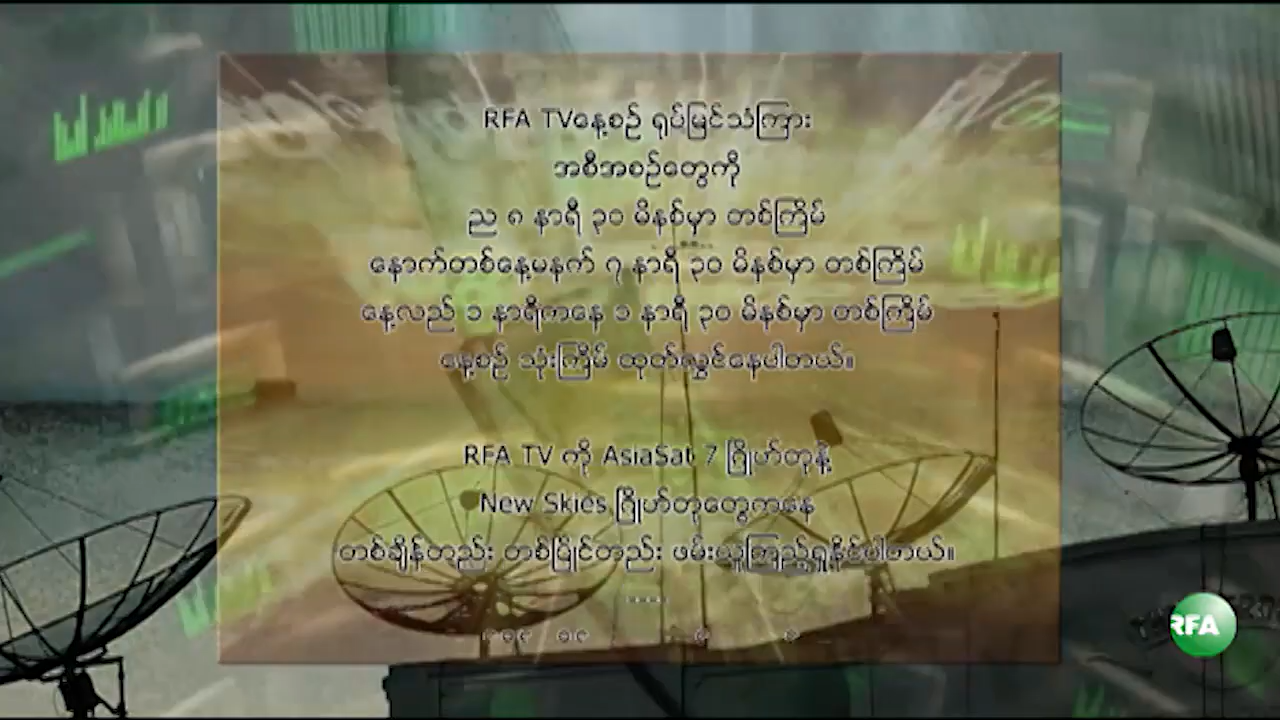 RFA TVနေ့စဉ် ရုပ်မြင်သံကြား
အစီအစဉ်တွေကို
ည ၈ နာရီ ၃၀ မိနစ်မှာ တစ်ကြိမ်
နောက်တစ်နေ့မနက် ၇ နာရီ ၃၀ မိနစ်မှာ တစ်ကြိမ်
နေ့လည် ၁ နာရီကနေ ၁ နာရီ ၃၀ မိနစ်မှာ တစ်ကြိမ်
နေ့စဉ် သုံးကြိမ် ထုတ်လွှင်နေပါတယ်။
RFA TV ကို AsiaSat 7 ဂြိုဟ်တုနဲ့
New Skies ဂြိုဟ်တုတွေကနေ
တစ်ချိန်တည်း တစ်ပြိုင်တည်း ဖမ်းယူကြည့်ရှုနိုင်ပါတယ်။
RFA